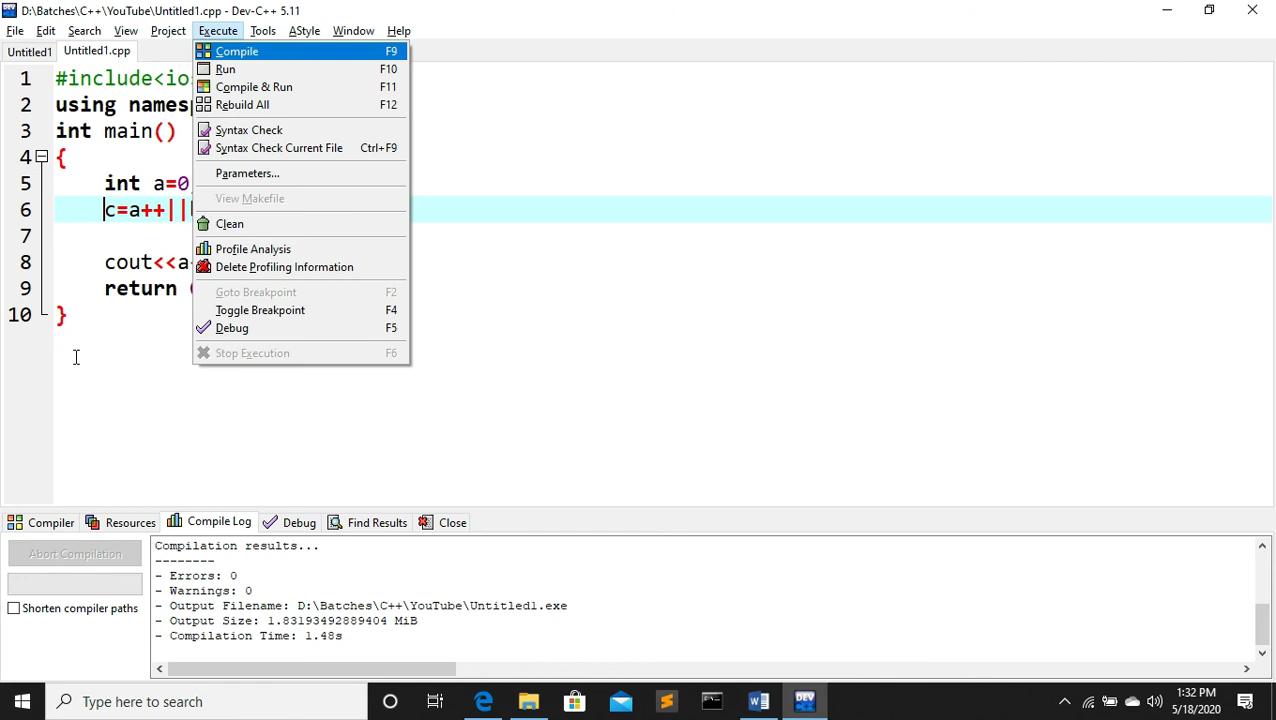 D:\Batches\C++\YouTube\Untitled1.cpp - Dev-C++ 5.11
File Edit Search View Project Execute Tools AStyle Window Help
Untitled1 Untitled1.cpp
Compile F9
Run F10
Compile & Run F11
Rebuild All F12
Syntax Check
Syntax Check Current File Ctrl+F9
Parameters...
View Makefile
Clean
Profile Analysis
Delete Profiling Information
Goto Breakpoint F2
Toggle Breakpoint F4
Debug F5
Stop Execution F6
1 #include<io
2 using namesp
3 int main()
4 {
5 int a=0
6 c=a++||
7
8 cout<<a
9 return
10 }
Compiler Resources Compile Log Debug Find Results Close
Abort Compilation
Shorten compiler paths
Compilation results...
--------
- Errors: 0
- Warnings: 0
- Output Filename: D:\Batches\C++\YouTube\Untitled1.exe
- Output Size: 1.83193492889404 MiB
- Compilation Time: 1.48s
Type here to search
1:32 PM
5/18/2020